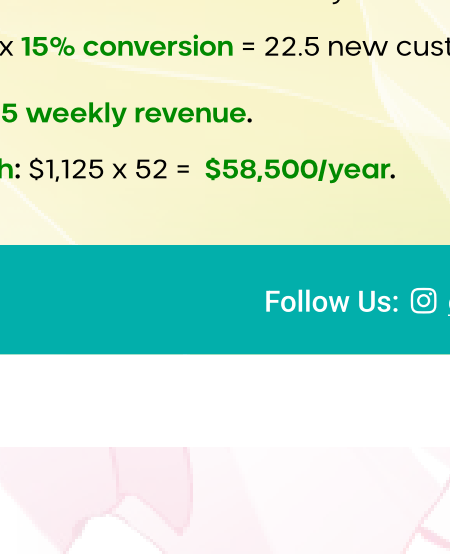 x 15% conversion = 22.5 new cust
5 weekly revenue.
h: $1,125 x 52 = $58,500/year.
Follow Us: